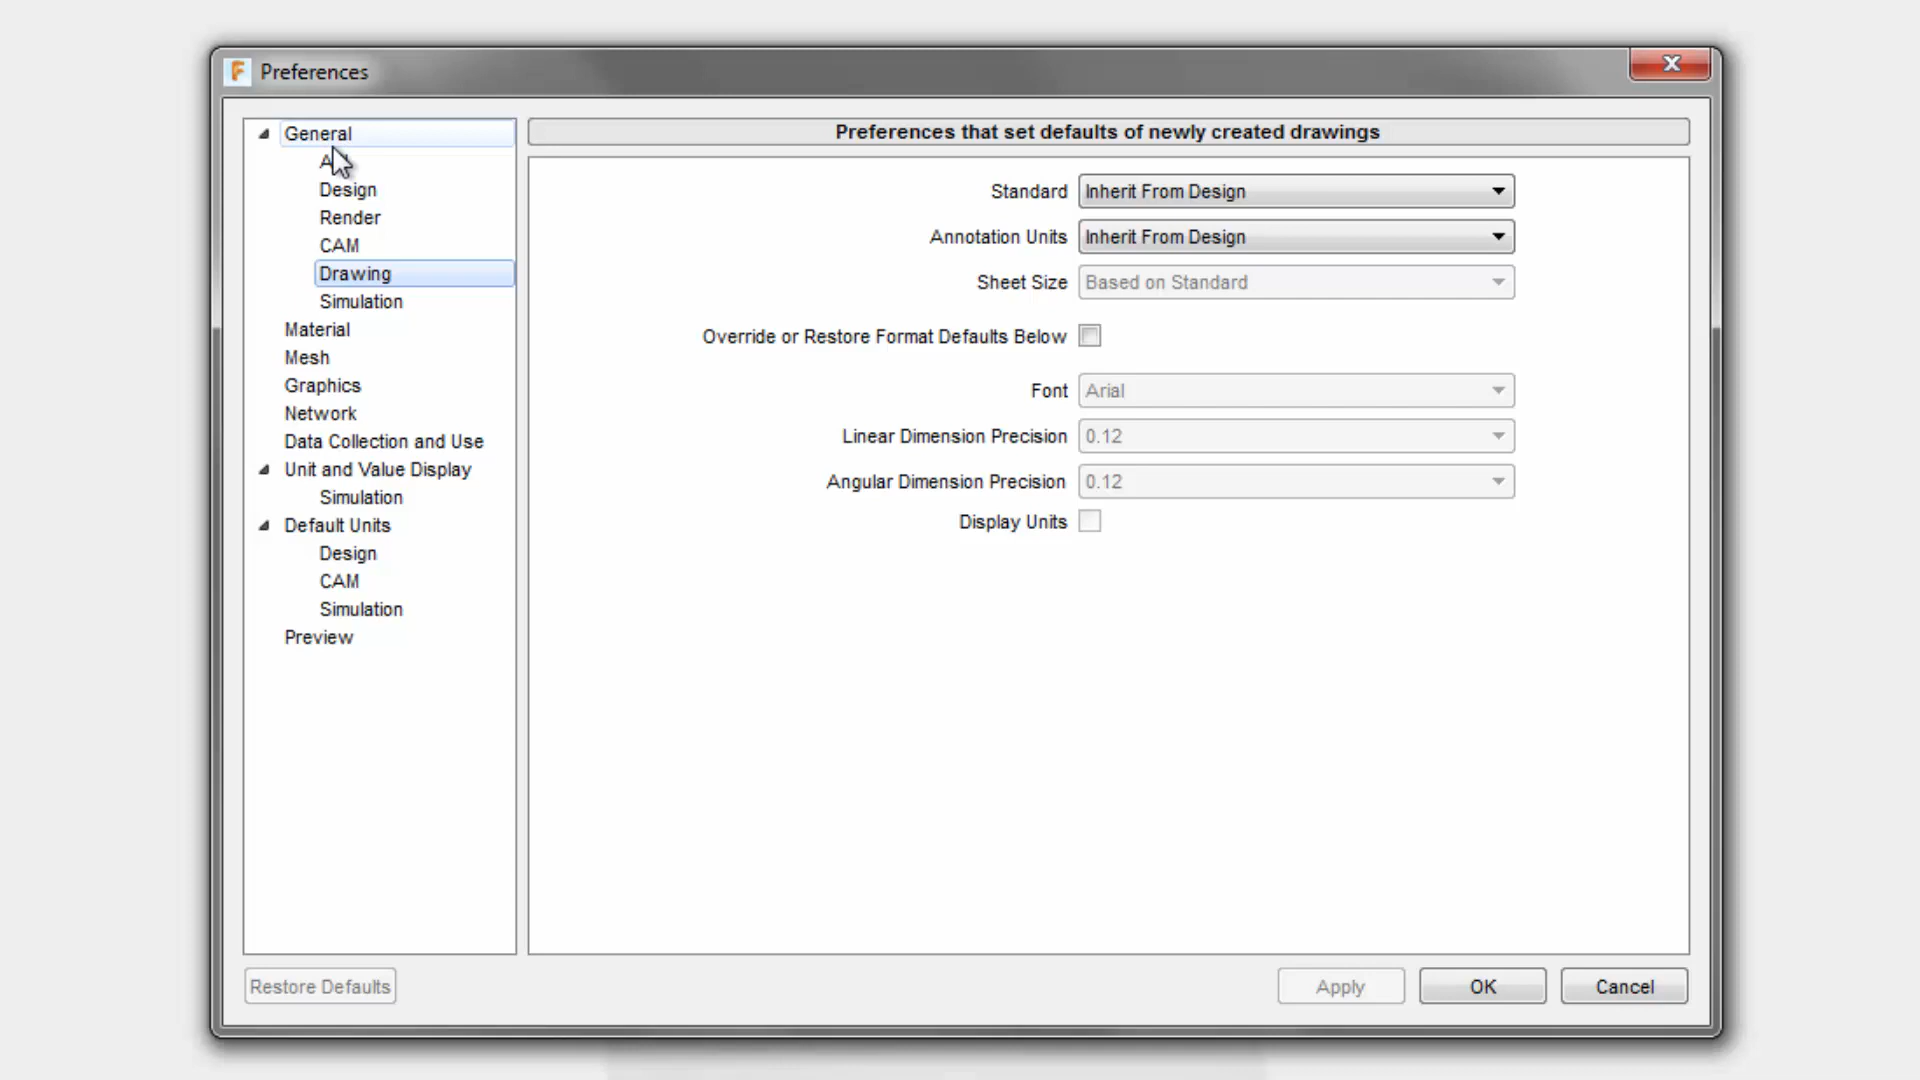 F Preferences
General
Design
Render
CAM
Drawing
Simulation
Material
Mesh
Graphics
Network
Data Collection and Use
Unit and Value Display
Simulation
Default Units
Design
CAM
Simulation
Preview
Preferences that set defaults of newly created drawings
Standard Inherit From Design
Annotation Units Inherit From Design
Sheet Size Based on Standard
Override or Restore Format Defaults Below
Font Arial
Linear Dimension Precision 0.12
Angular Dimension Precision 0.12
Display Units
Restore Defaults Apply OK Cancel